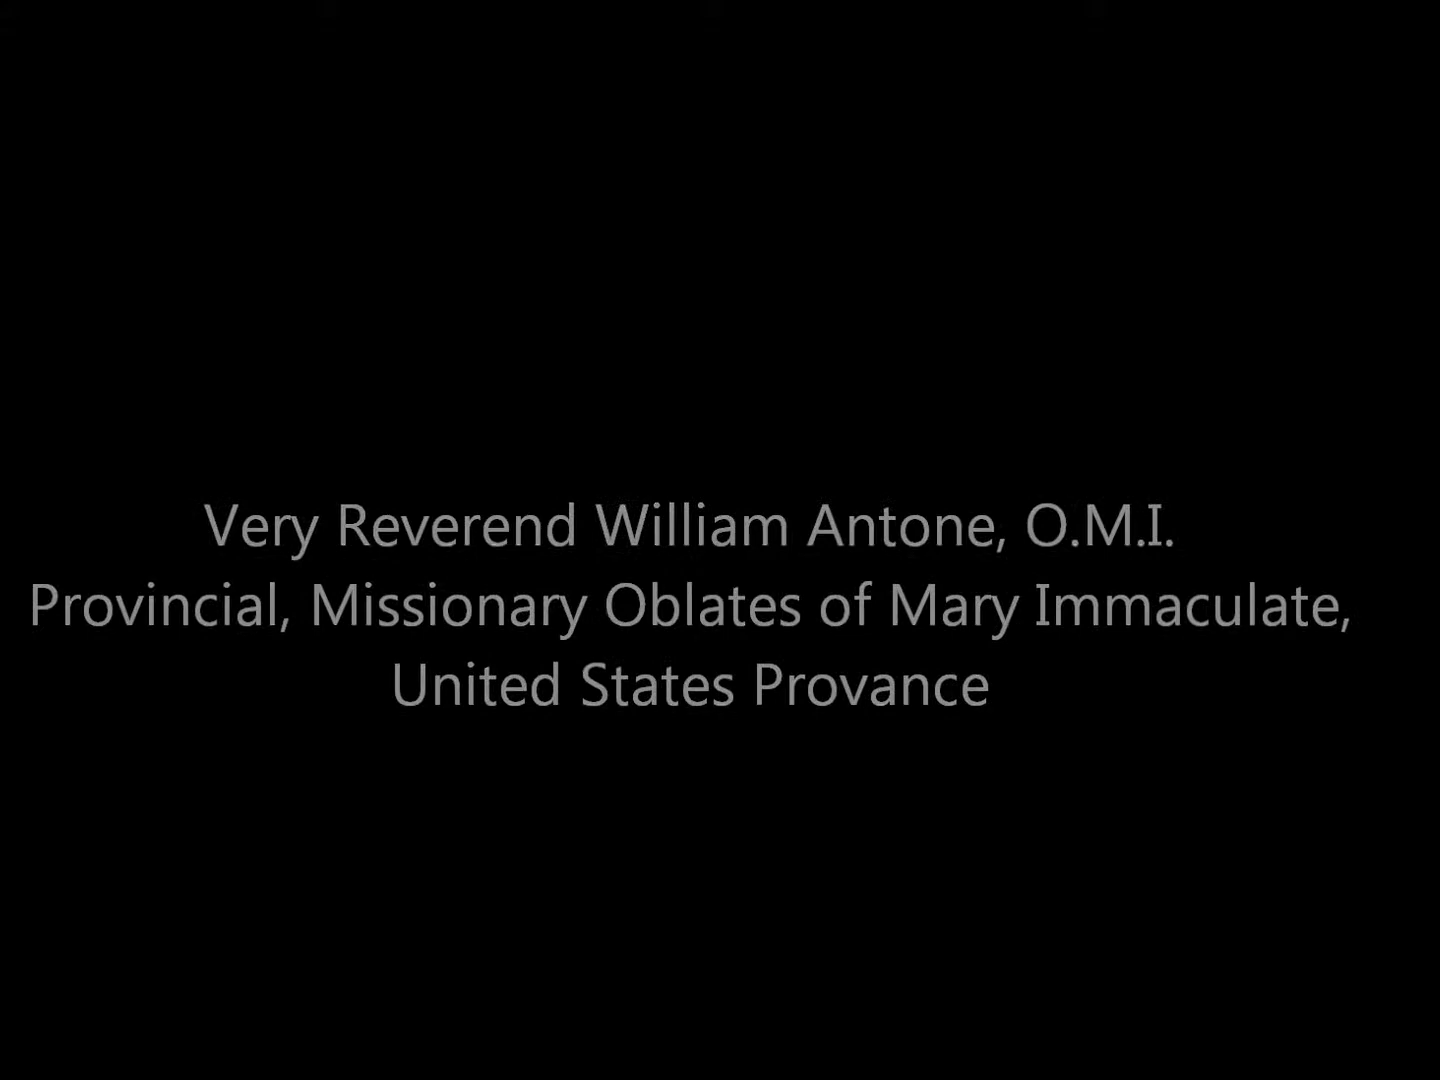 Very Reverend William Antone, O.M.I.
Provincial, Missionary Oblates of Mary Immaculate,
United States Provance